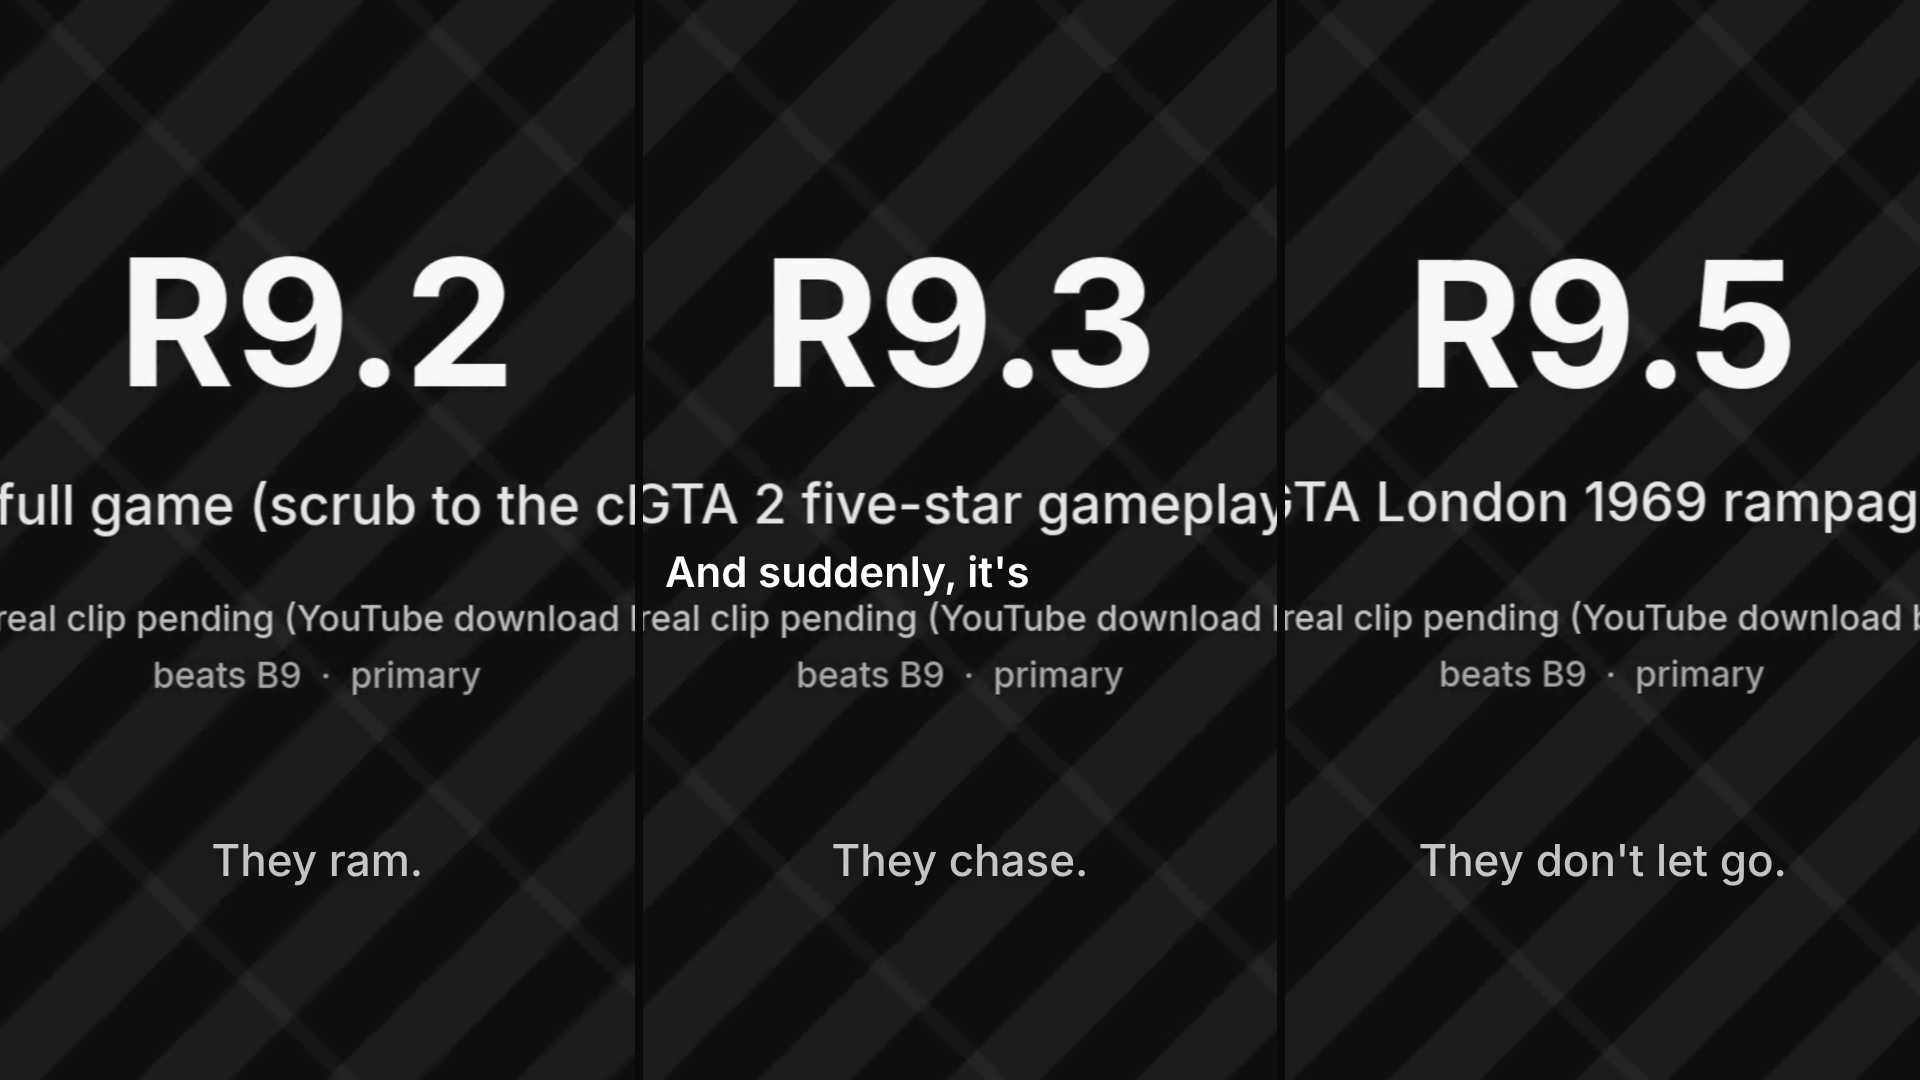 R9.2
full game (scrub to the cl
real clip pending (YouTube download
beats B9 · primary
They ram.
R9.3
GTA 2 five-star gameplay
And suddenly, it's
real clip pending (YouTube download
beats B9 · primary
They chase.
R9.5
GTA London 1969 rampag
real clip pending (YouTube download b
beats B9 · primary
They don't let go.